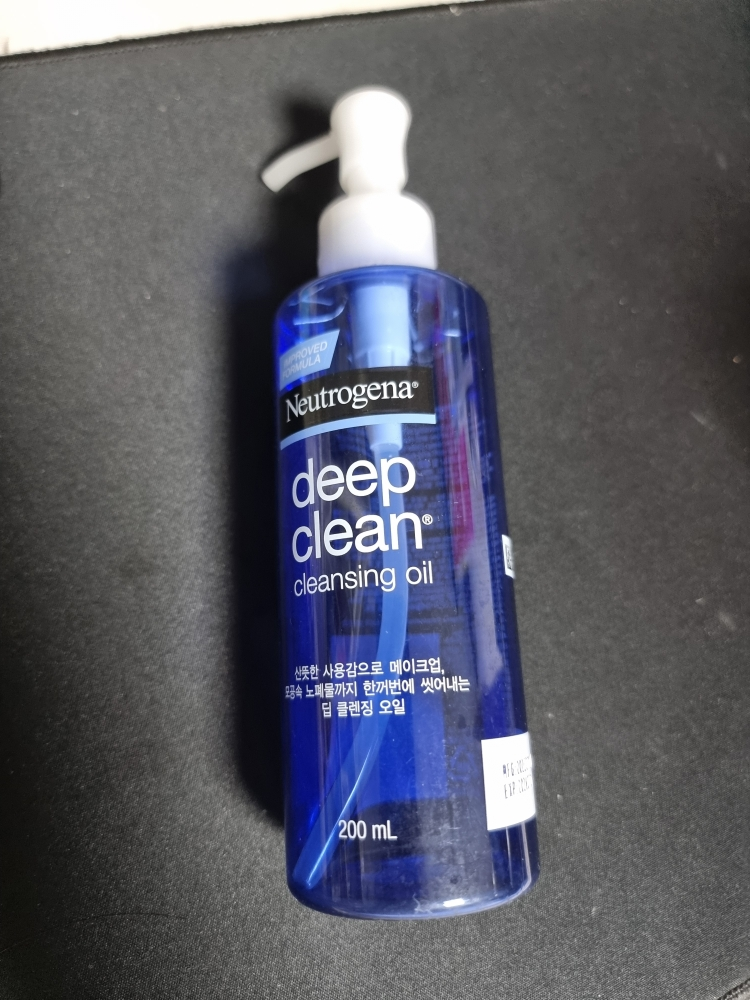 IMPROVED
FORMULA
Neutrogena®
deep
clean®
cleansing oil
산뜻한 사용감으로 메이크업,
모공속 노폐물까지 한꺼번에 씻어내는
딥 클렌징 오일
200 mL
EXP